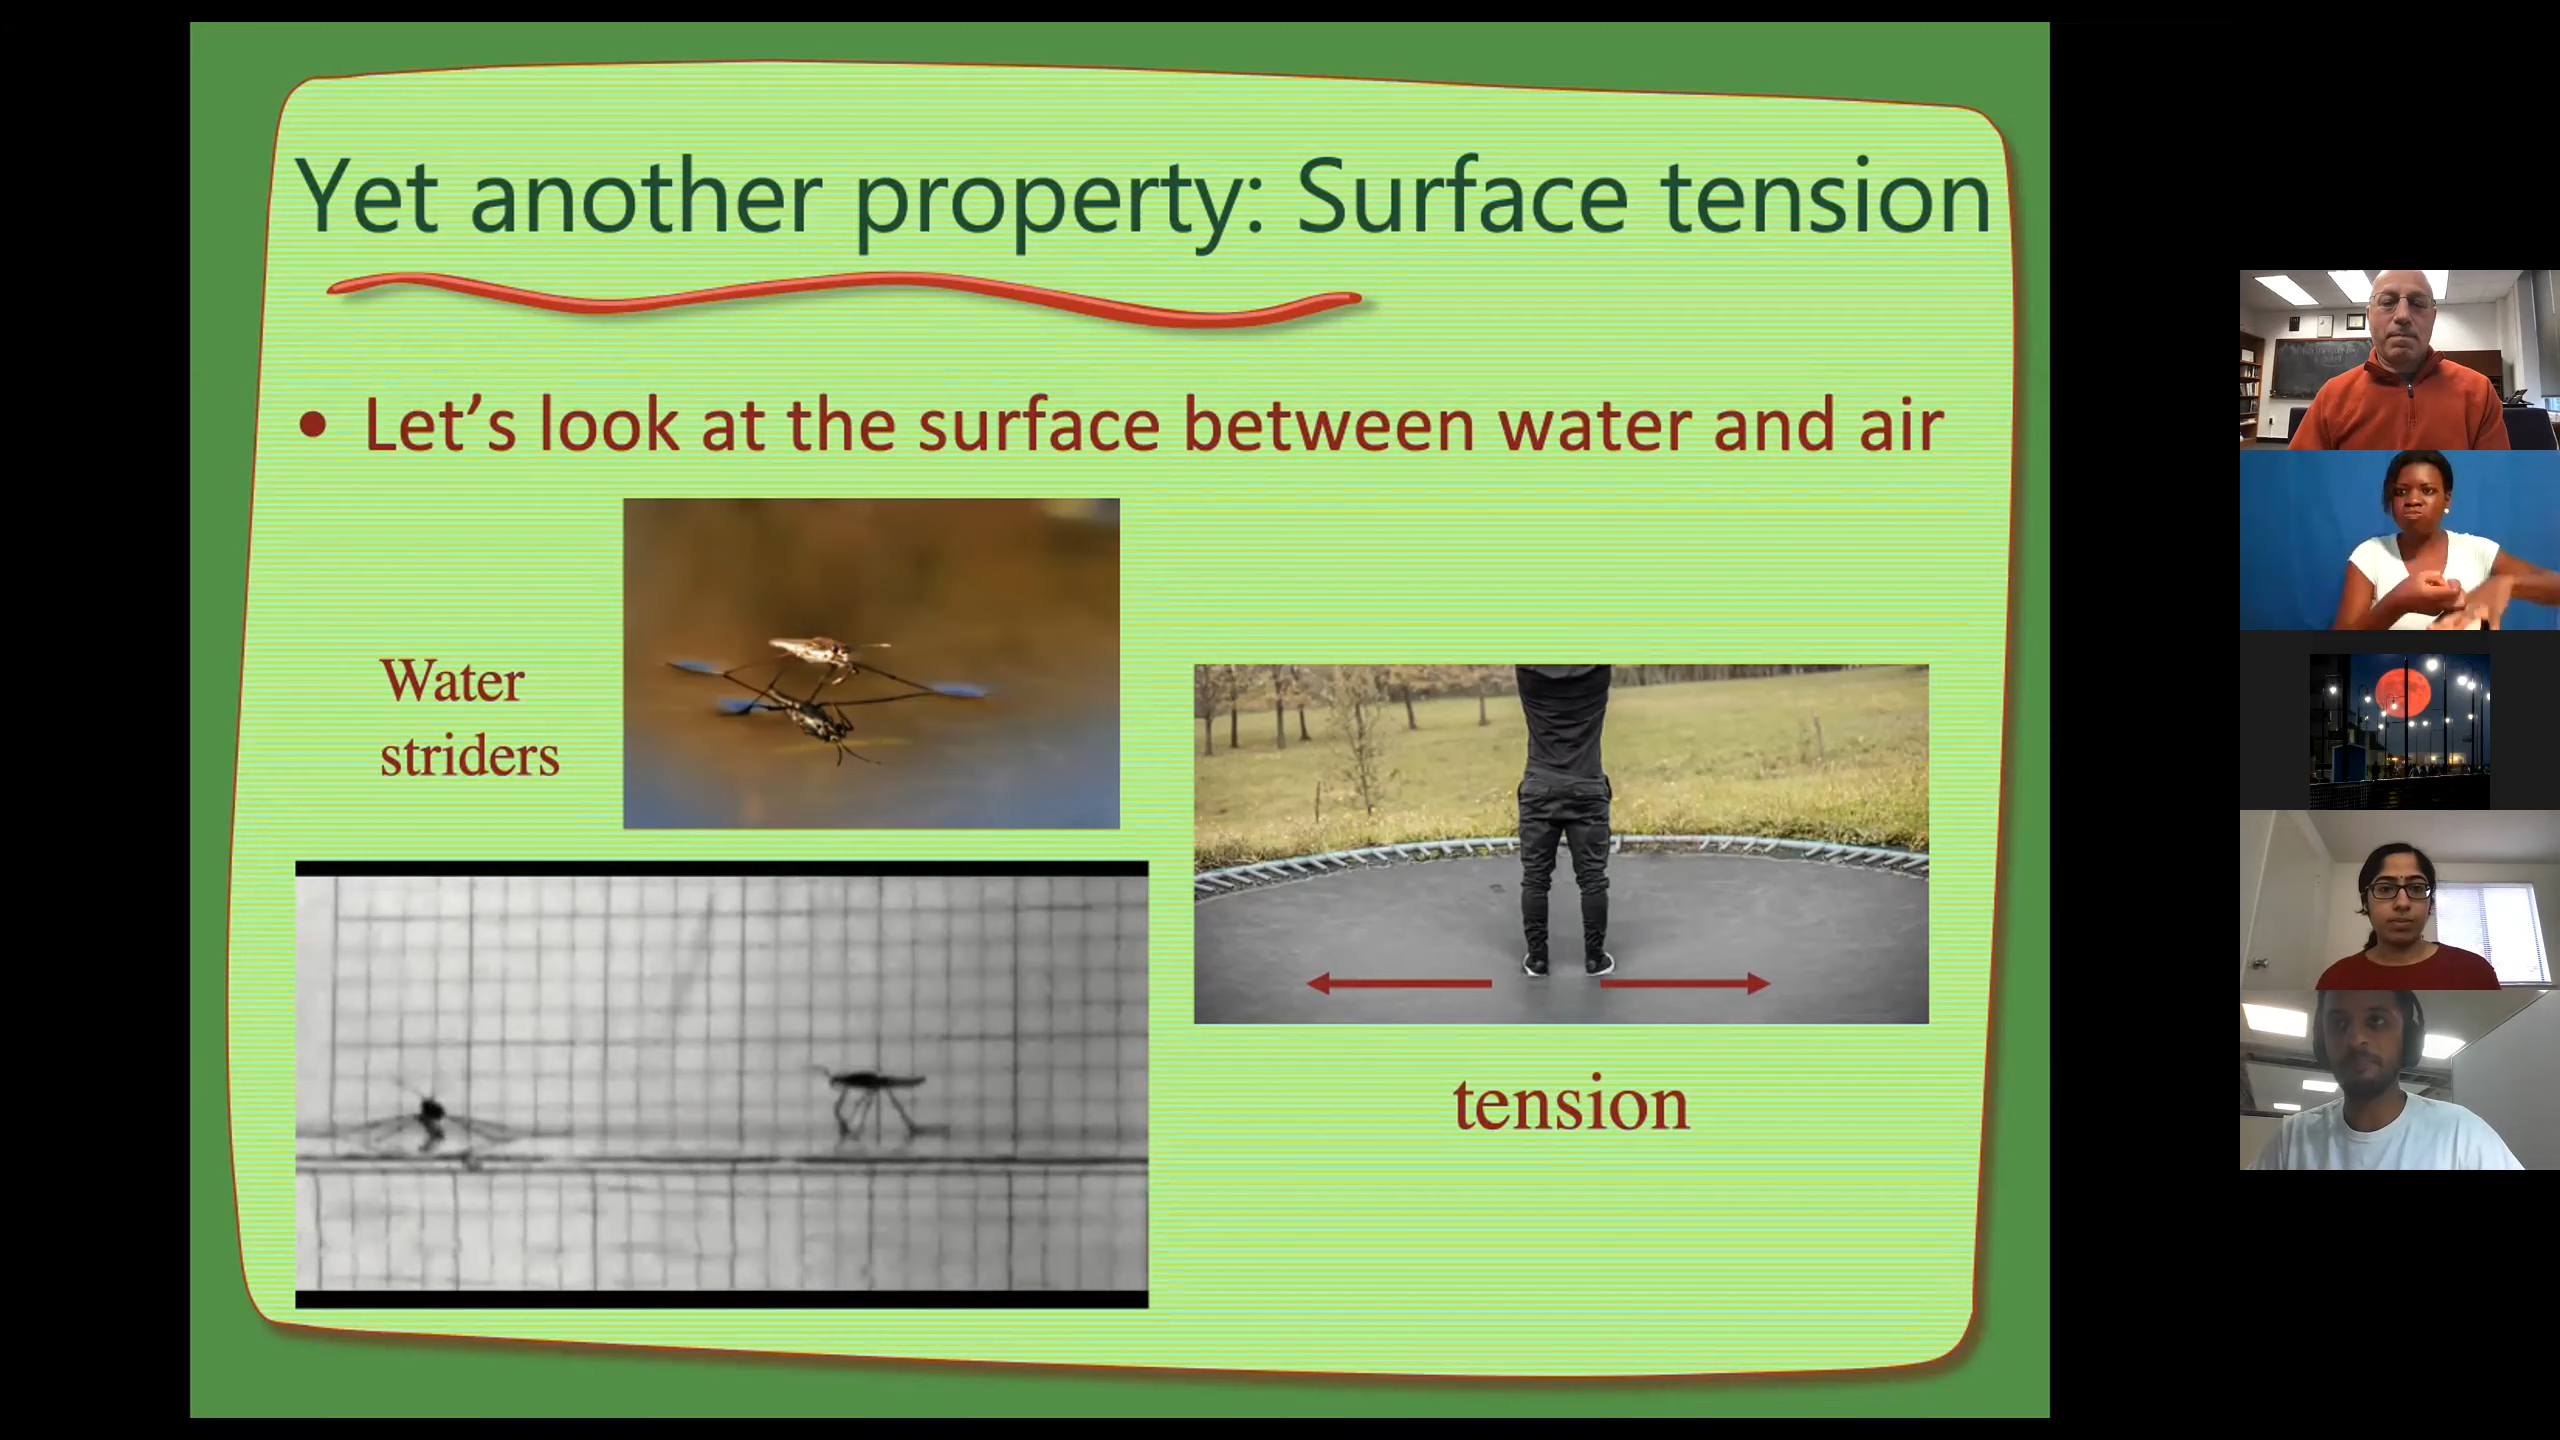 Yet another property: Surface tension
• Let’s look at the surface between water and air
Water
striders
tension